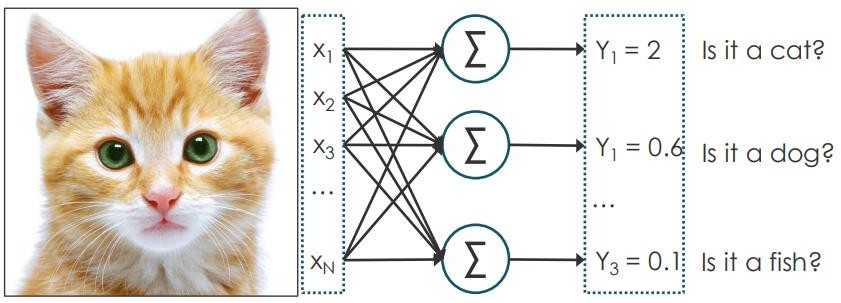 x₁ Σ Y₁ = 2 Is it a cat?
x₂
x₃ Σ Y₁ = 0.6 Is it a dog?
... ...
x_N Σ Y₃ = 0.1 Is it a fish?